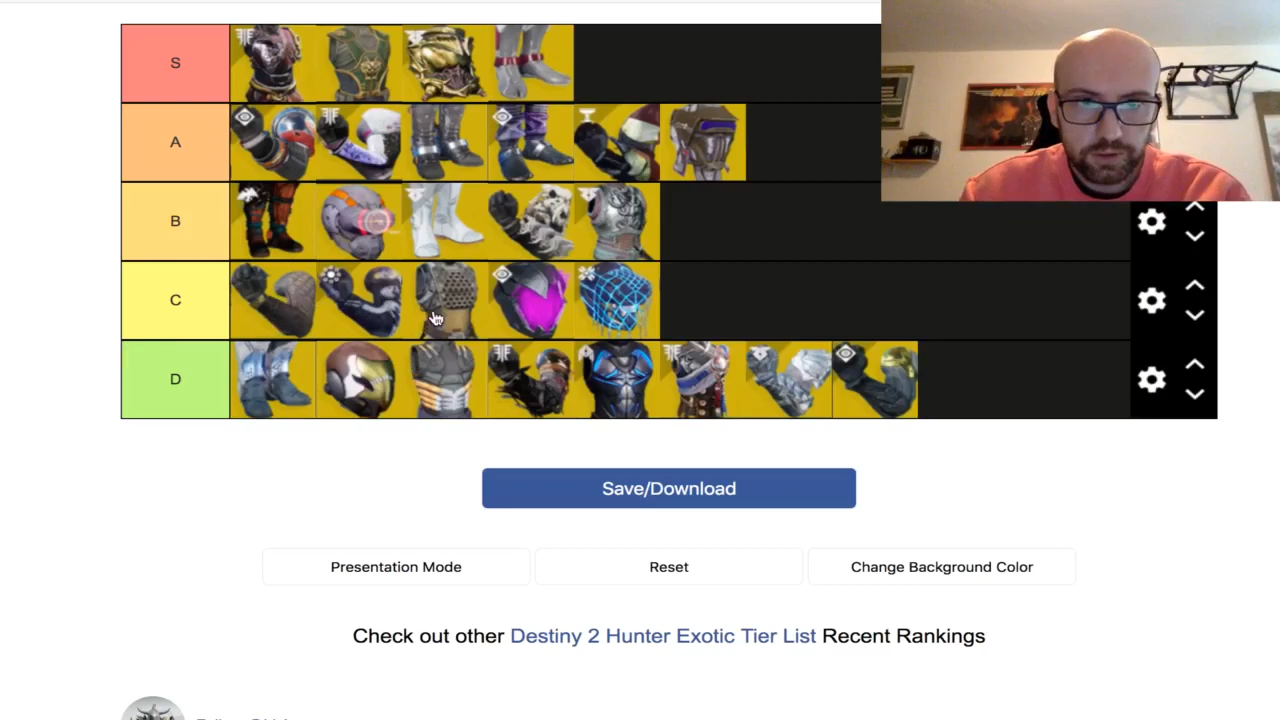 S
A
B
C
D
Save/Download
Presentation Mode
Reset
Change Background Color
Check out other Destiny 2 Hunter Exotic Tier List Recent Rankings